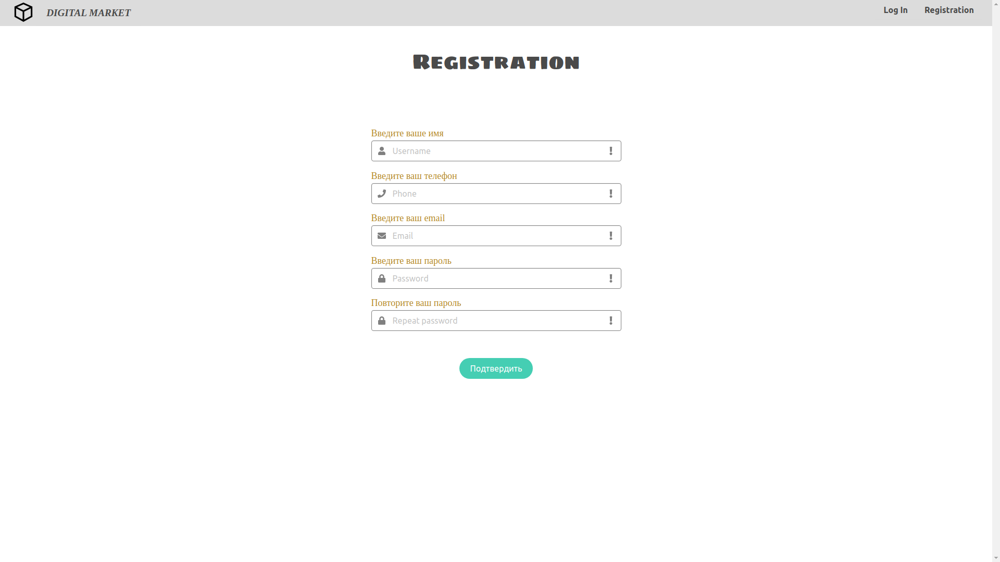 DIGITAL MARKET
Log In
Registration
Registration
Введите ваше имя
Username
Введите ваш телефон
Phone
Введите ваш email
Email
Введите ваш пароль
Password
Повторите ваш пароль
Repeat password
Подтвердить